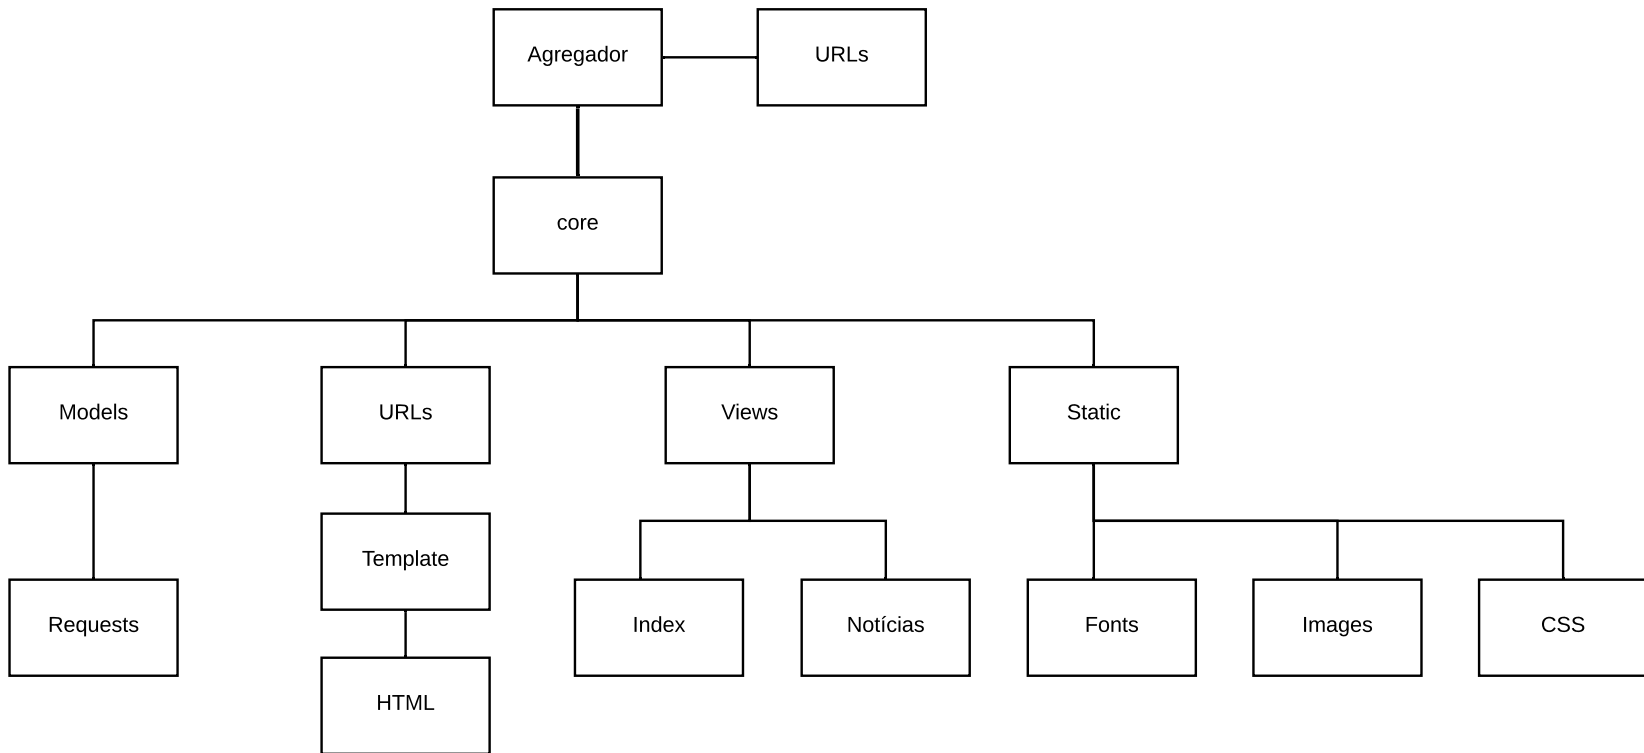 Agregador
URLs
core
Models
URLs
Views
Static
Template
Requests
Index
Notícias
Fonts
Images
CSS
HTML